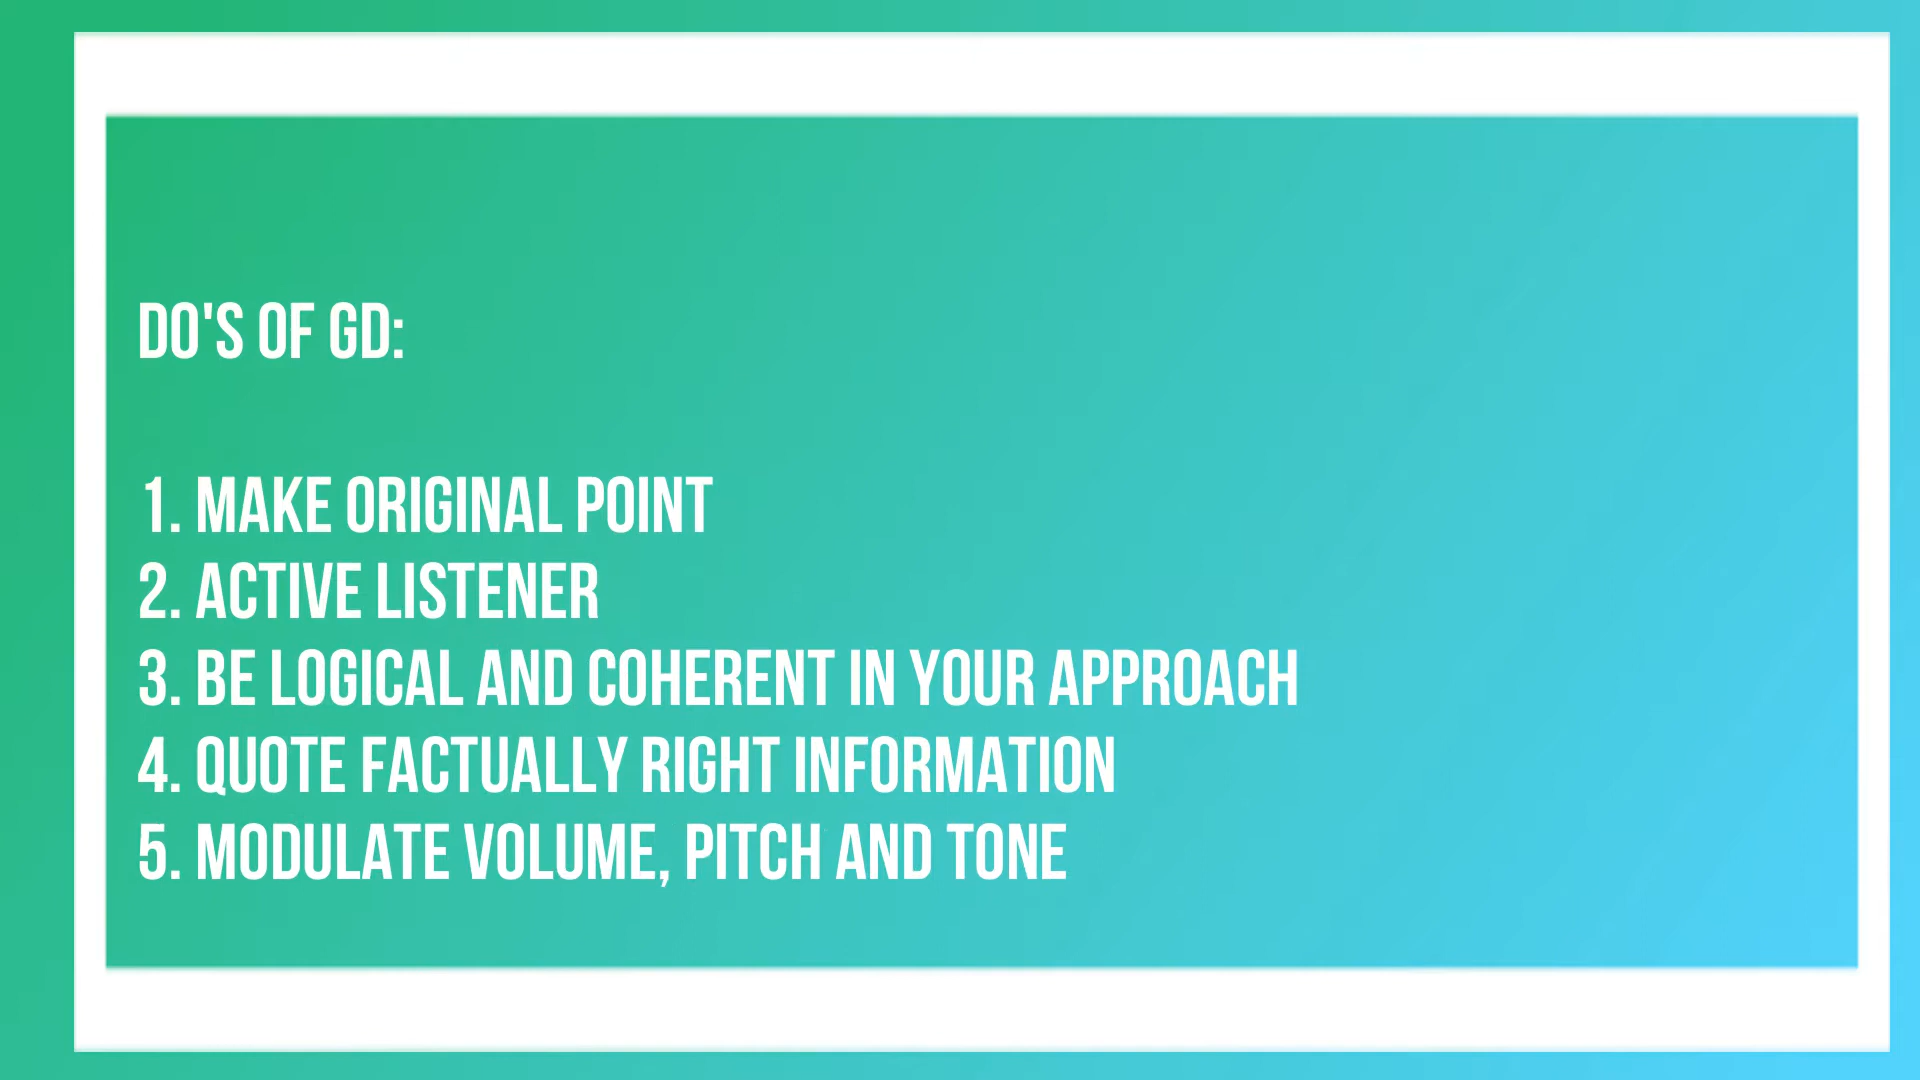 DO'S OF GD:
1. MAKE ORIGINAL POINT
2. ACTIVE LISTENER
3. BE LOGICAL AND COHERENT IN YOUR APPROACH
4. QUOTE FACTUALLY RIGHT INFORMATION
5. MODULATE VOLUME, PITCH AND TONE